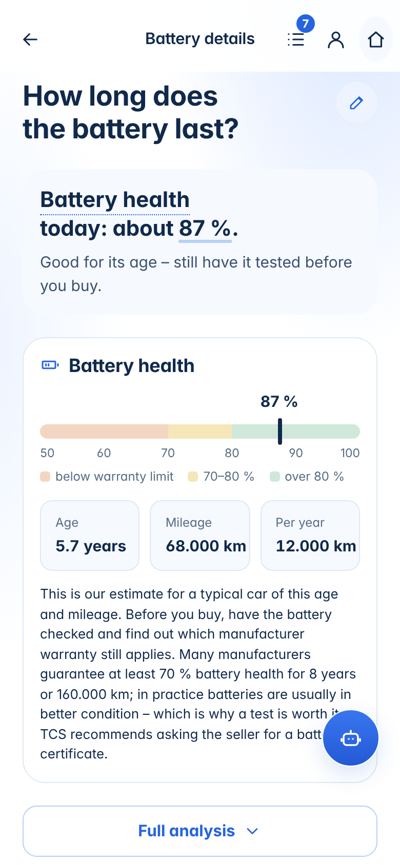 Battery details
7
How long does
the battery last?
Battery health
today: about 87 %.
Good for its age – still have it tested before
you buy.
Battery health
87 %
50 60 70 80 90 100
below warranty limit 70–80 % over 80 %
Age Mileage Per year
5.7 years 68.000 km 12.000 km
This is our estimate for a typical car of this age
and mileage. Before you buy, have the battery
checked and find out which manufacturer
warranty still applies. Many manufacturers
guarantee at least 70 % battery health for 8 years
or 160.000 km; in practice batteries are usually in
better condition – which is why a test is worth
TCS recommends asking the seller for a
certificate.
Full analysis